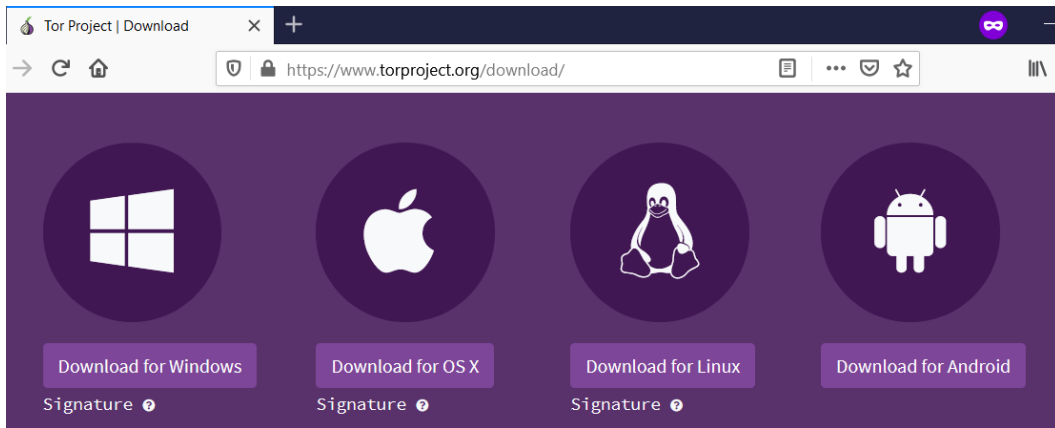 Tor Project | Download
https://www.torproject.org/download/
Download for Windows
Download for OS X
Download for Linux
Download for Android
Signature ?
Signature ?
Signature ?